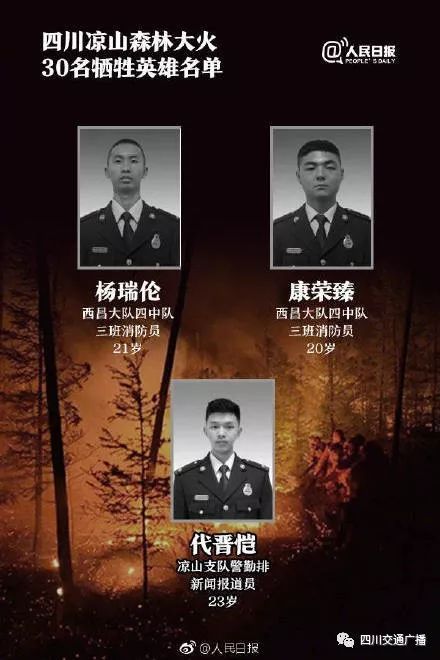 四川凉山森林大火
30名牺牲英雄名单
@人民日报
PEOPLE'S DAILY
杨瑞伦
西昌大队四中队
三班消防员
21岁
康荣臻
西昌大队四中队
三班消防员
20岁
代晋恺
凉山支队警勤排
新闻报道员
23岁
@人民日报
四川交通广播